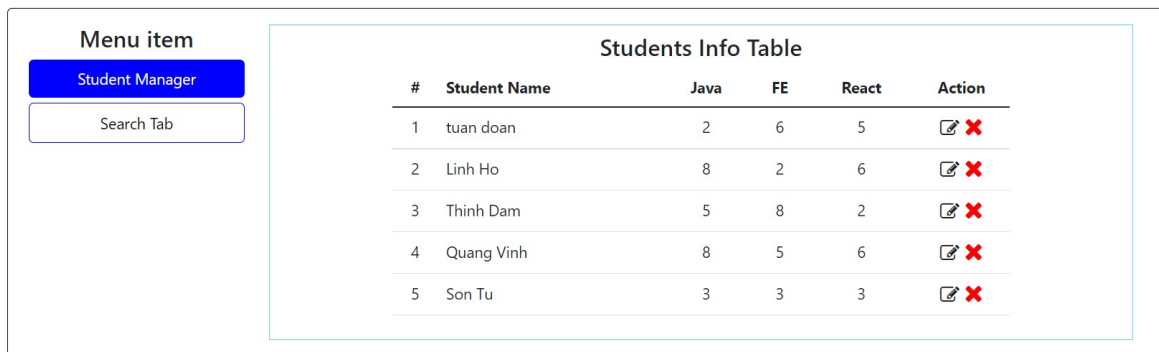 Menu item
Student Manager
Search Tab
Students Info Table
# Student Name Java FE React Action
1 tuan doan 2 6 5
2 Linh Ho 8 2 6
3 Thinh Dam 5 8 2
4 Quang Vinh 8 5 6
5 Son Tu 3 3 3